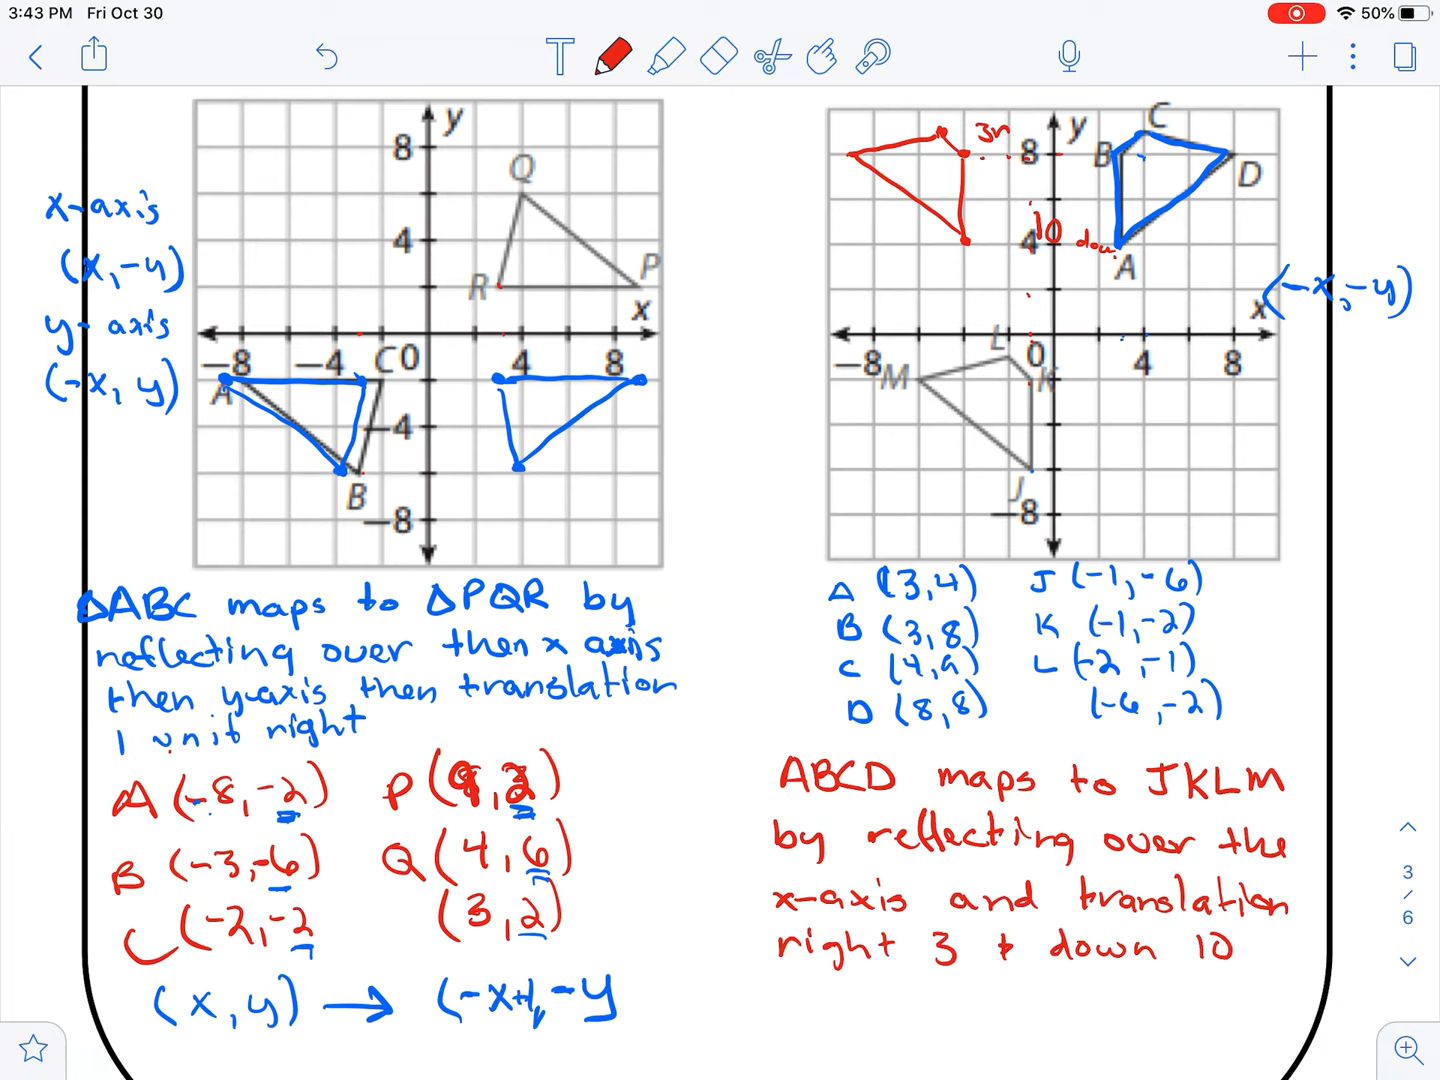 3:43 PM Fri Oct 30
50%
T
x-axis
(x,-y)
y-axis
(-x, y)
y
8
Q
4
P
R
x
-8 -4 C 0 4 8
A
-4
B
-8
3r
y
C
8
B
D
10
4
down
A
x
(-x,-y)
L
-8 0 4 8
M
K
J
-8
ΔABC maps to ΔPQR by
reflecting over then x axis
then y-axis then translation
1 unit right
A (-8,-2) P (9,2)
B (-3,-6) Q (4,6)
C (-2,-2 (3,2)
(x,y) → (-x+1,-y
A (3,4) J (-1,-6)
B (3,8) K (-1,-2)
C (4,9) L (-2,-1)
D (8,8) (-6,-2)
ABCD maps to JKLM
by reflecting over the
x-axis and translation
right 3 + down 10
3
/
6